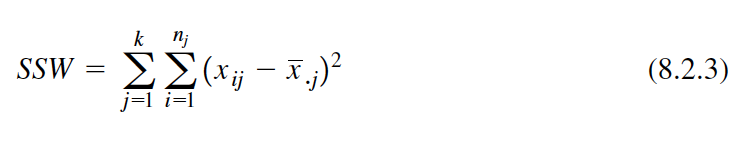 SSW = \sum_{j=1}^{k} \sum_{i=1}^{n_j} (x_{ij} - \bar{x}_{.j})^2 (8.2.3)